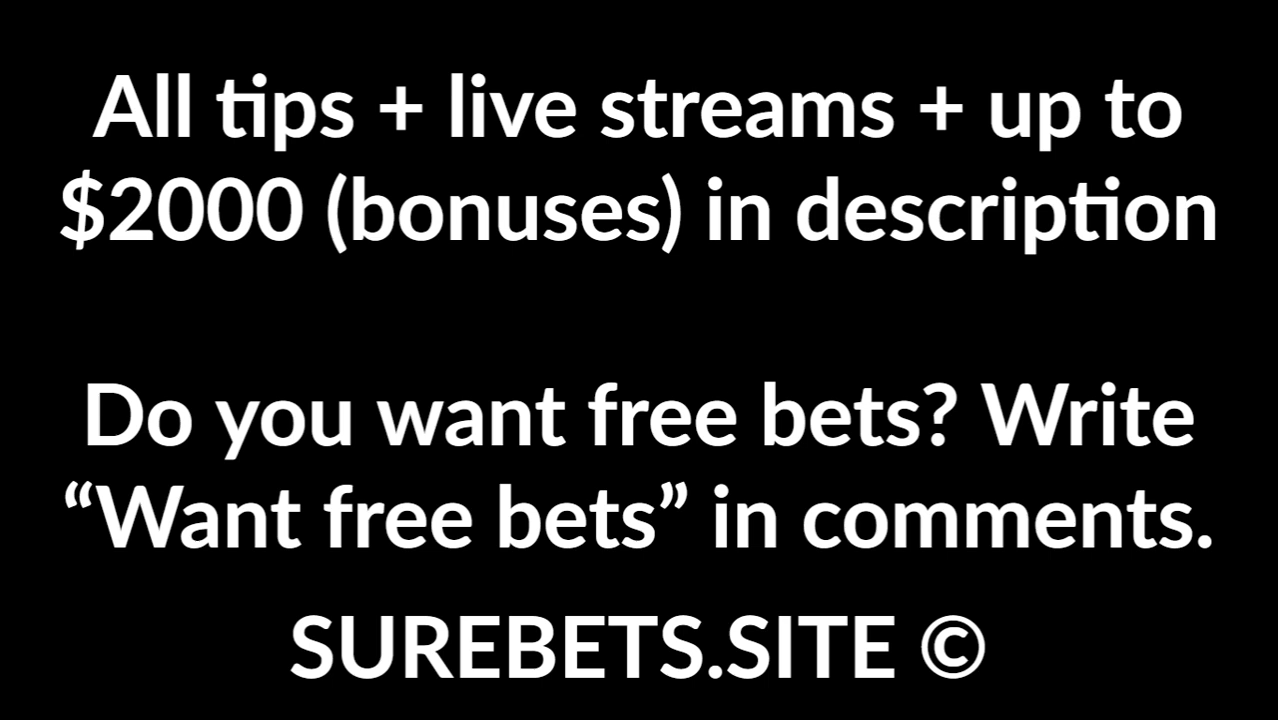 All tips + live streams + up to
$2000 (bonuses) in description
Do you want free bets? Write
“Want free bets” in comments.
SUREBETS.SITE ©